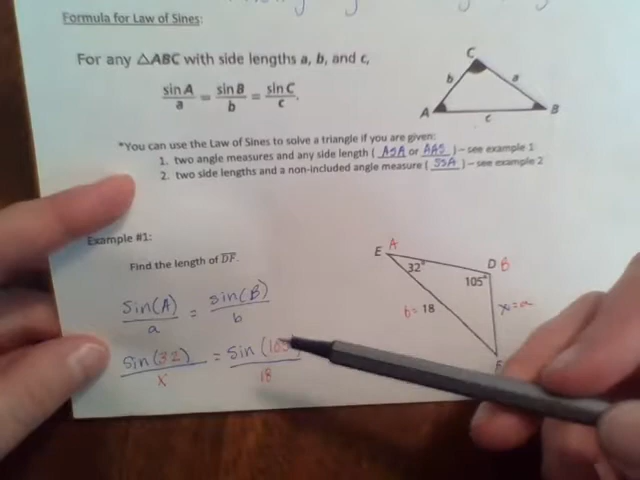 Formula for Law of Sines:
For any △ABC with side lengths a, b, and c,
sin A / a = sin B / b = sin C / c.
C
b a
A B
c
*You can use the Law of Sines to solve a triangle if you are given:
1. two angle measures and any side length ( ASA or AAS ) – see example 1
2. two side lengths and a non-included angle measure ( SSA ) – see example 2
Example #1:
Find the length of DF.
E A
D B
32°
105°
b = 18
x = a
F
Sin(A) / a = sin(B) / b
Sin(32) / x = sin (105) / 18